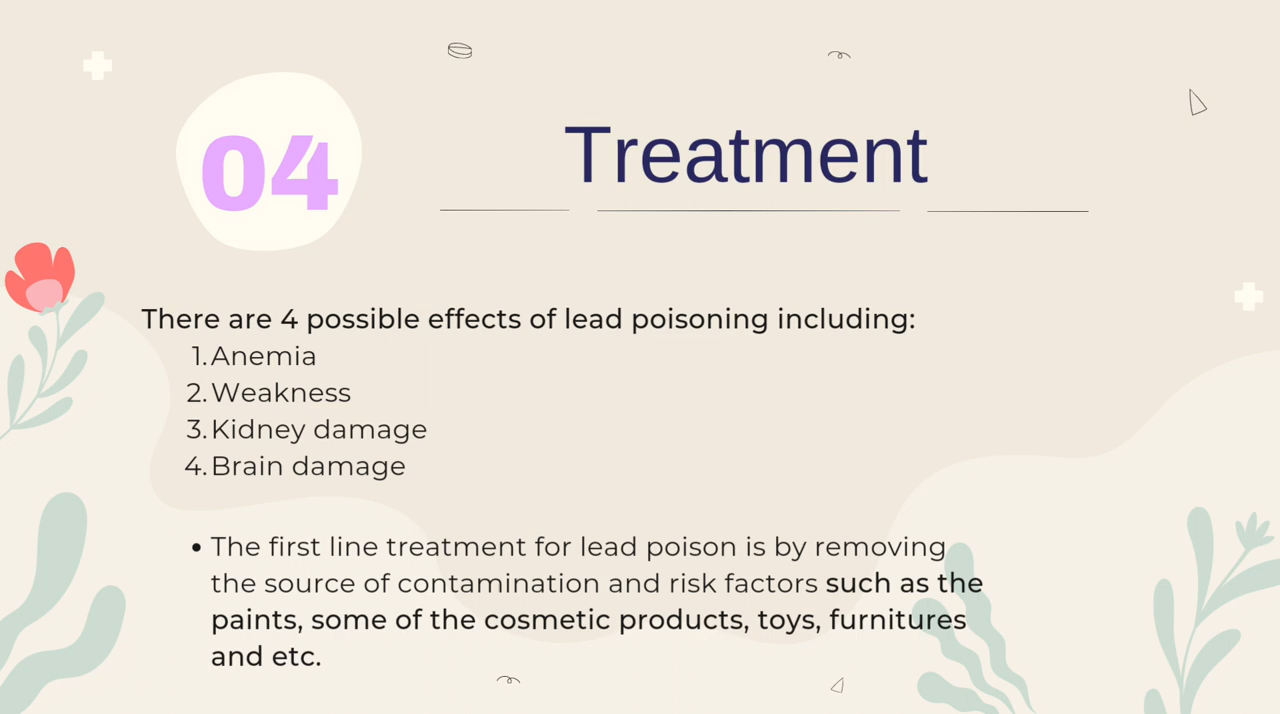 04
Treatment
There are 4 possible effects of lead poisoning including:
1. Anemia
2. Weakness
3. Kidney damage
4. Brain damage
• The first line treatment for lead poison is by removing
the source of contamination and risk factors such as the
paints, some of the cosmetic products, toys, furnitures
and etc.